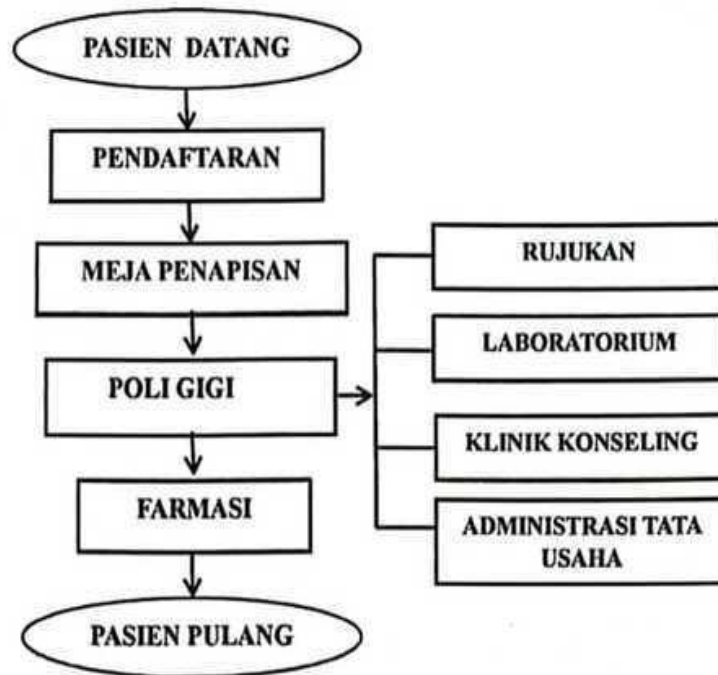 PASIEN DATANG
PENDAFTARAN
MEJA PENAPISAN
POLI GIGI
FARMASI
PASIEN PULANG
RUJUKAN
LABORATORIUM
KLINIK KONSELING
ADMINISTRASI TATA
USAHA